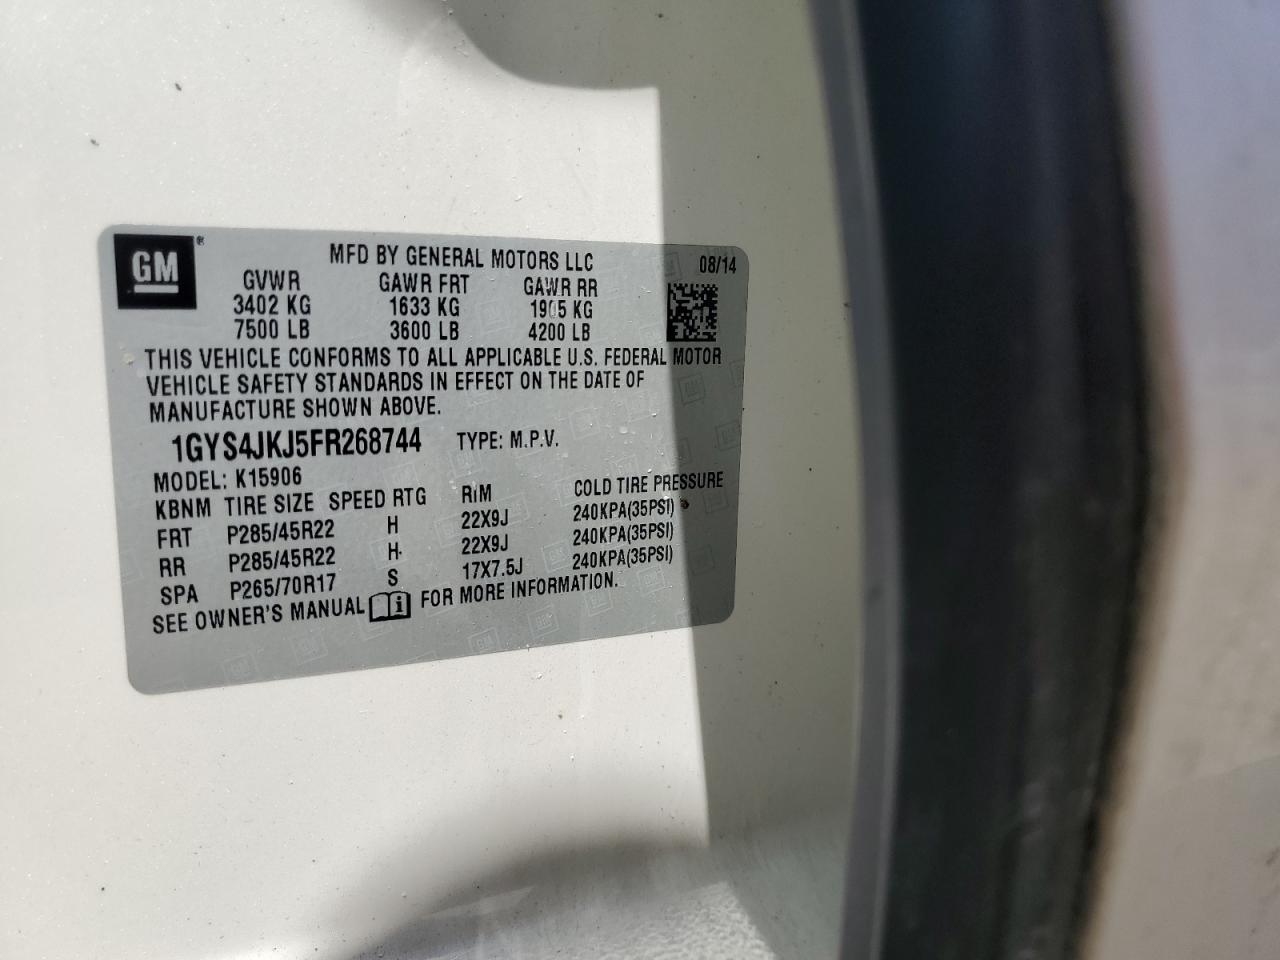 GM®
MFD BY GENERAL MOTORS LLC 08/14
GVWR GAWR FRT GAWR RR
3402 KG 1633 KG 1905 KG
7500 LB 3600 LB 4200 LB
THIS VEHICLE CONFORMS TO ALL APPLICABLE U.S. FEDERAL MOTOR
VEHICLE SAFETY STANDARDS IN EFFECT ON THE DATE OF
MANUFACTURE SHOWN ABOVE.
1GYS4JKJ5FR268744 TYPE: M.P.V.
MODEL: K15906
KBNM TIRE SIZE SPEED RTG RIM COLD TIRE PRESSURE
FRT P285/45R22 H 22X9J 240KPA(35PSI)
RR P285/45R22 H 22X9J 240KPA(35PSI)
SPA P265/70R17 S 17X7.5J 240KPA(35PSI)
SEE OWNER'S MANUAL FOR MORE INFORMATION.